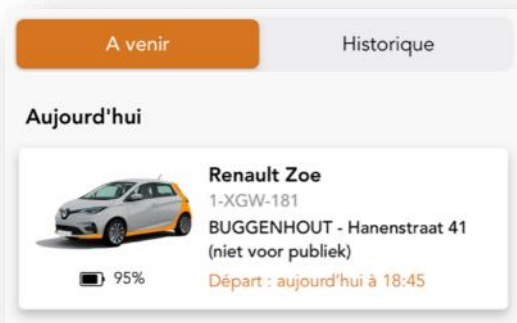 A venir
Historique
Aujourd'hui
Renault Zoe
1-XGW-181
BUGGENHOUT - Hanenstraat 41
(niet voor publiek)
95%
Départ : aujourd'hui à 18:45